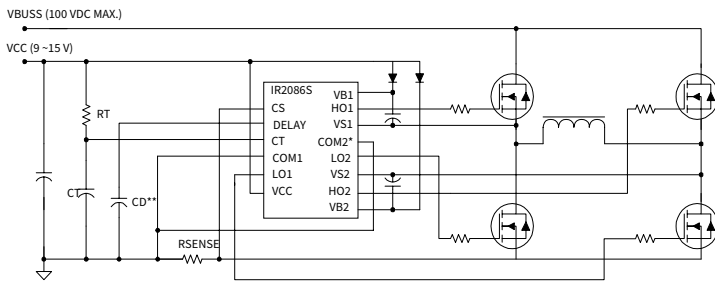 VBUSS (100 VDC MAX.)
VCC (9 ~15 V)
IR2086S
VB1
CS
HO1
RT
DELAY
VS1
CT
COM2*
COM1
LO2
LO1
VS2
CT
VCC
HO2
CD**
VB2
RSENSE